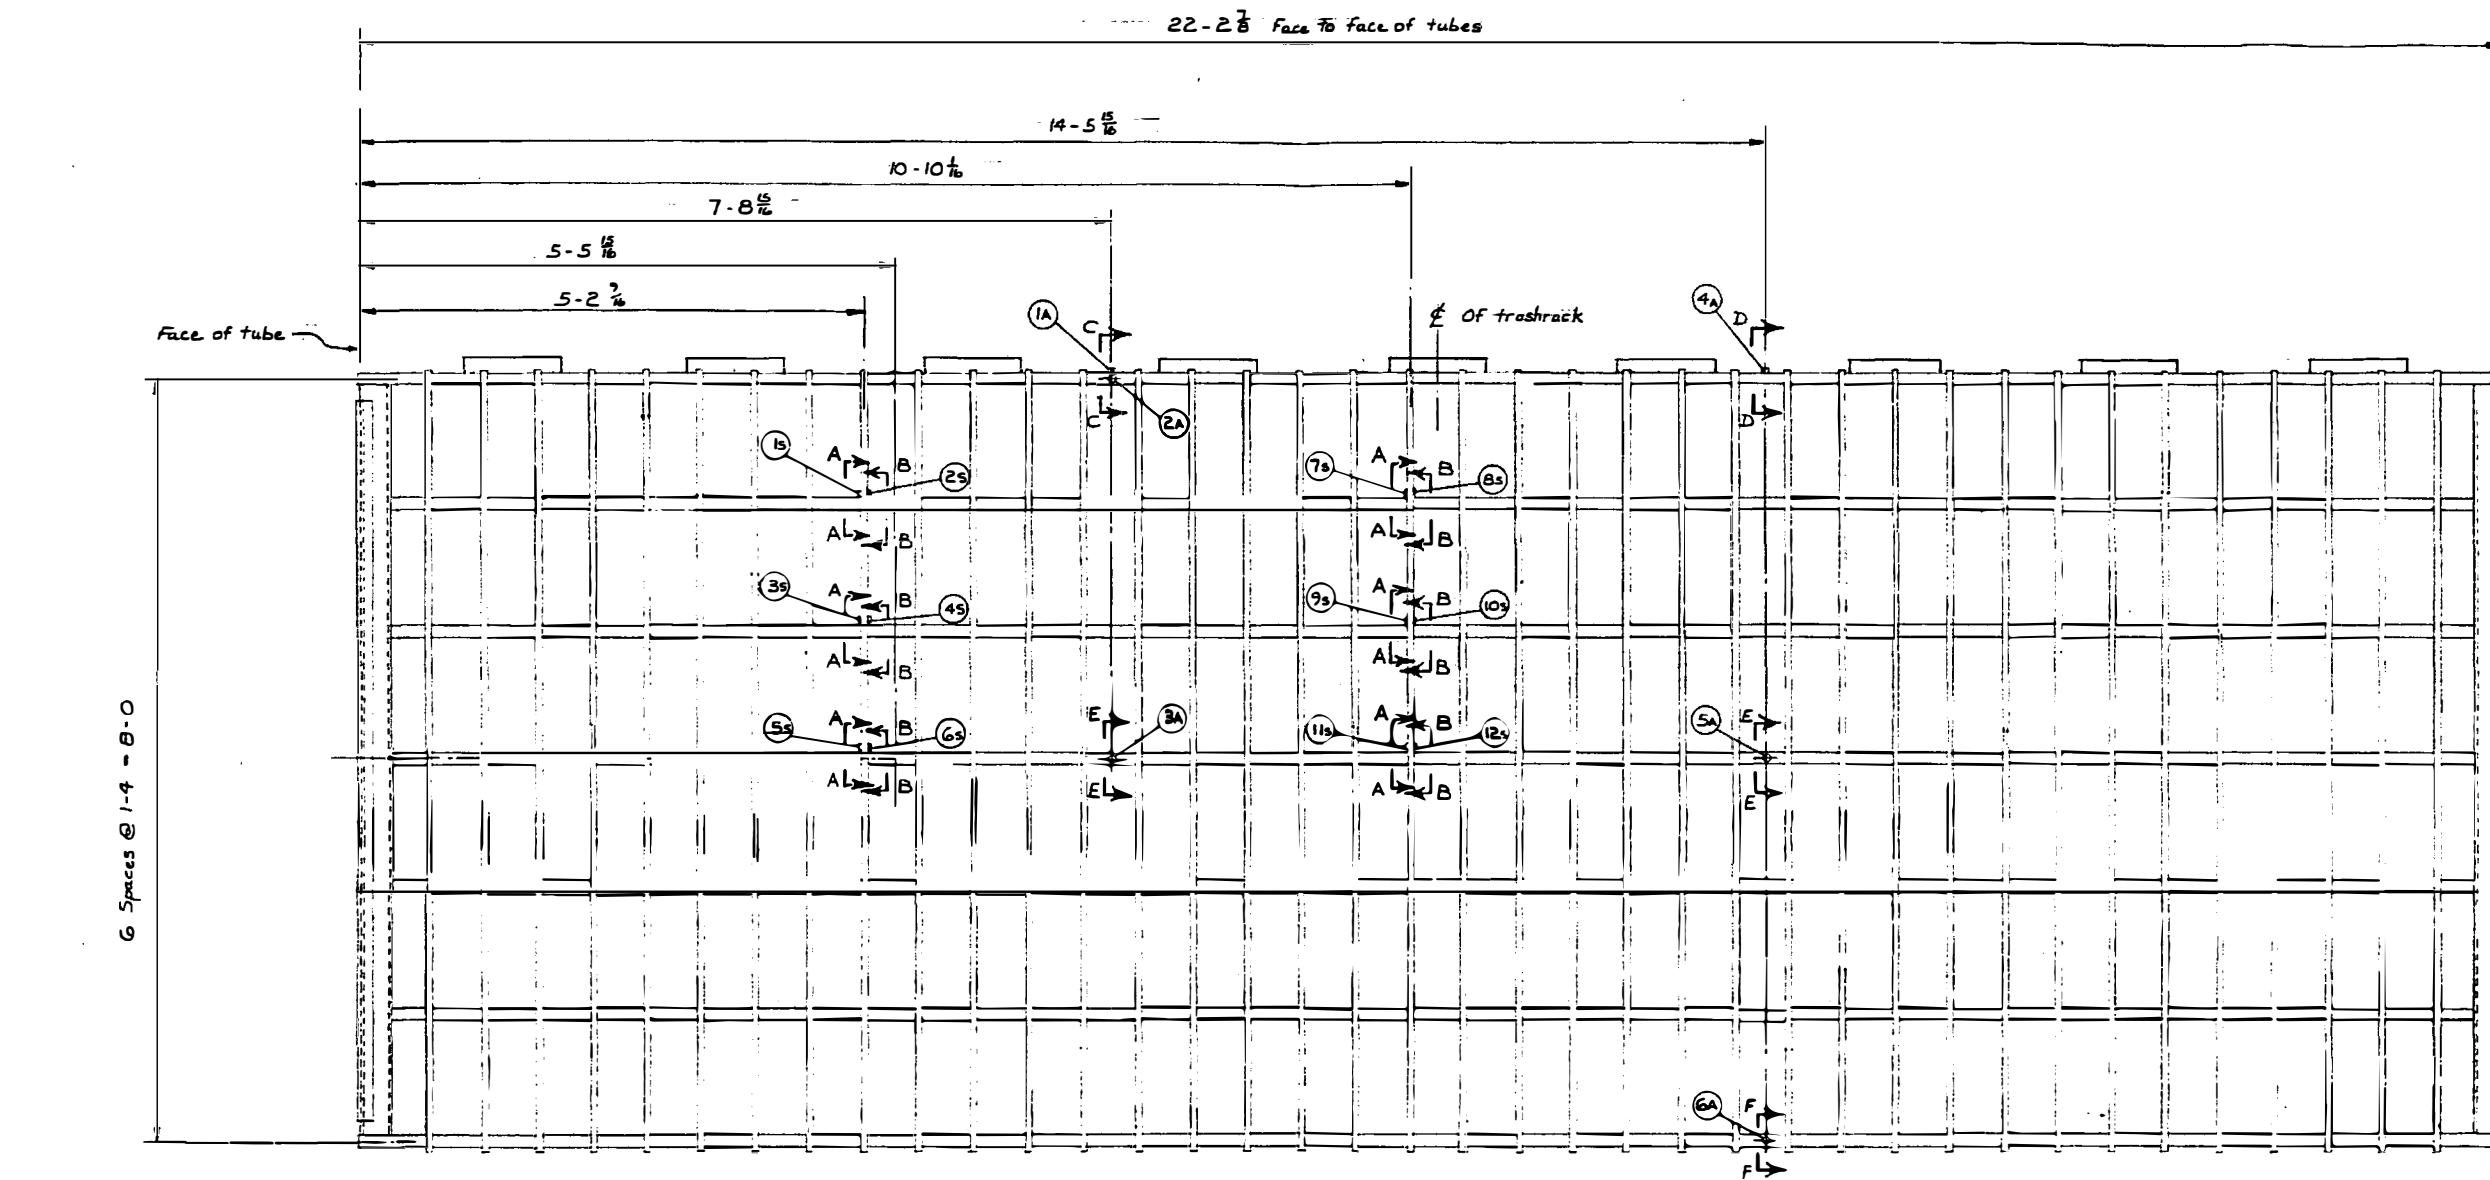 22-2 7/8 Face To face of tubes
14-5 15/16
10-10 1/16
7-8 15/16
5-5 15/16
5-2 9/16
Face of tube
℄ Of trashrack
1A
C
4A
D
C
2A
D
1s
A
B
2s
7s
A
B
8s
A
B
A
B
3s
A
B
4s
9s
A
B
10s
A
B
A
B
5s
A
B
6s
E
3A
11s
A
B
12s
5A
E
A
B
E
A
B
E
6 Spaces @ 1-4 = 8-0
6A
F
F